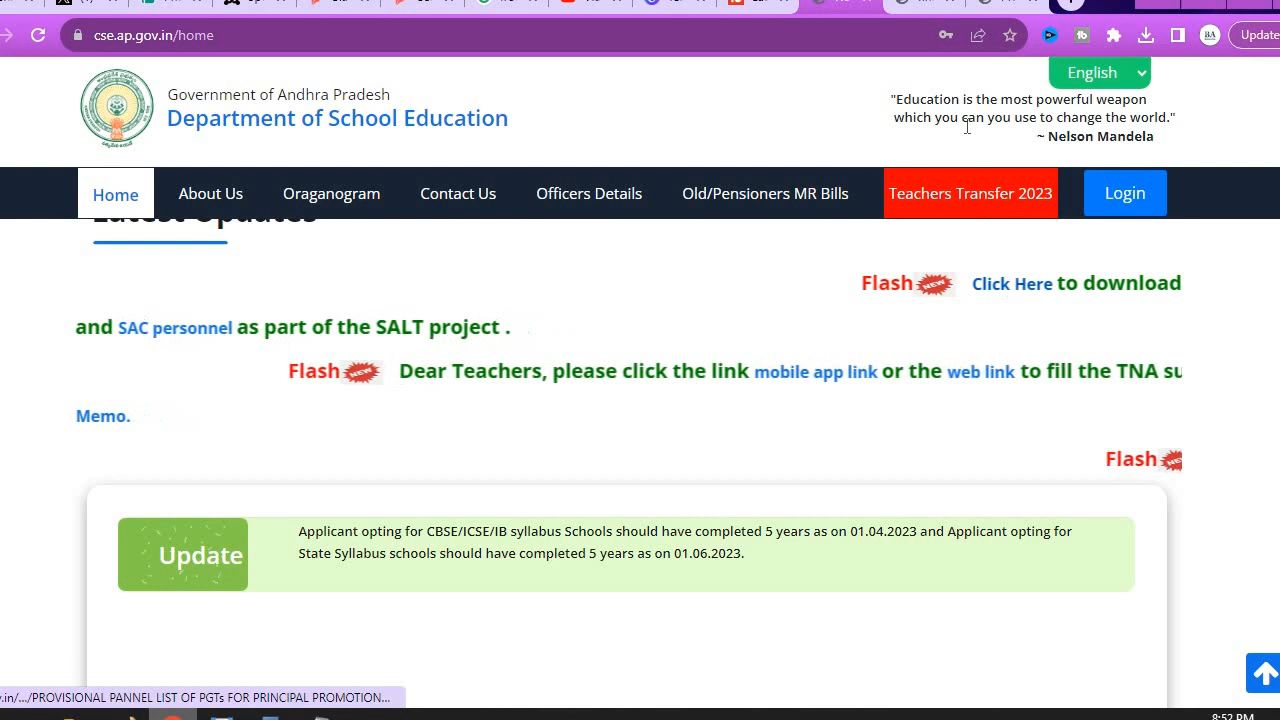 cse.ap.gov.in/home
Update
English
Government of Andhra Pradesh
Department of School Education
"Education is the most powerful weapon
which you can you use to change the world."
~ Nelson Mandela
Home About Us Oraganogram Contact Us Officers Details Old/Pensioners MR Bills Teachers Transfer 2023 Login
Latest Updates
Flash NEW Click Here to download
and SAC personnel as part of the SALT project .
Flash NEW Dear Teachers, please click the link mobile app link or the web link to fill the TNA su
Memo.
Flash
Update
Applicant opting for CBSE/ICSE/IB syllabus Schools should have completed 5 years as on 01.04.2023 and Applicant opting for
State Syllabus schools should have completed 5 years as on 01.06.2023.
v.in/.../PROVISIONAL PANNEL LIST OF PGTs FOR PRINCIPAL PROMOTION...
8:52 PM